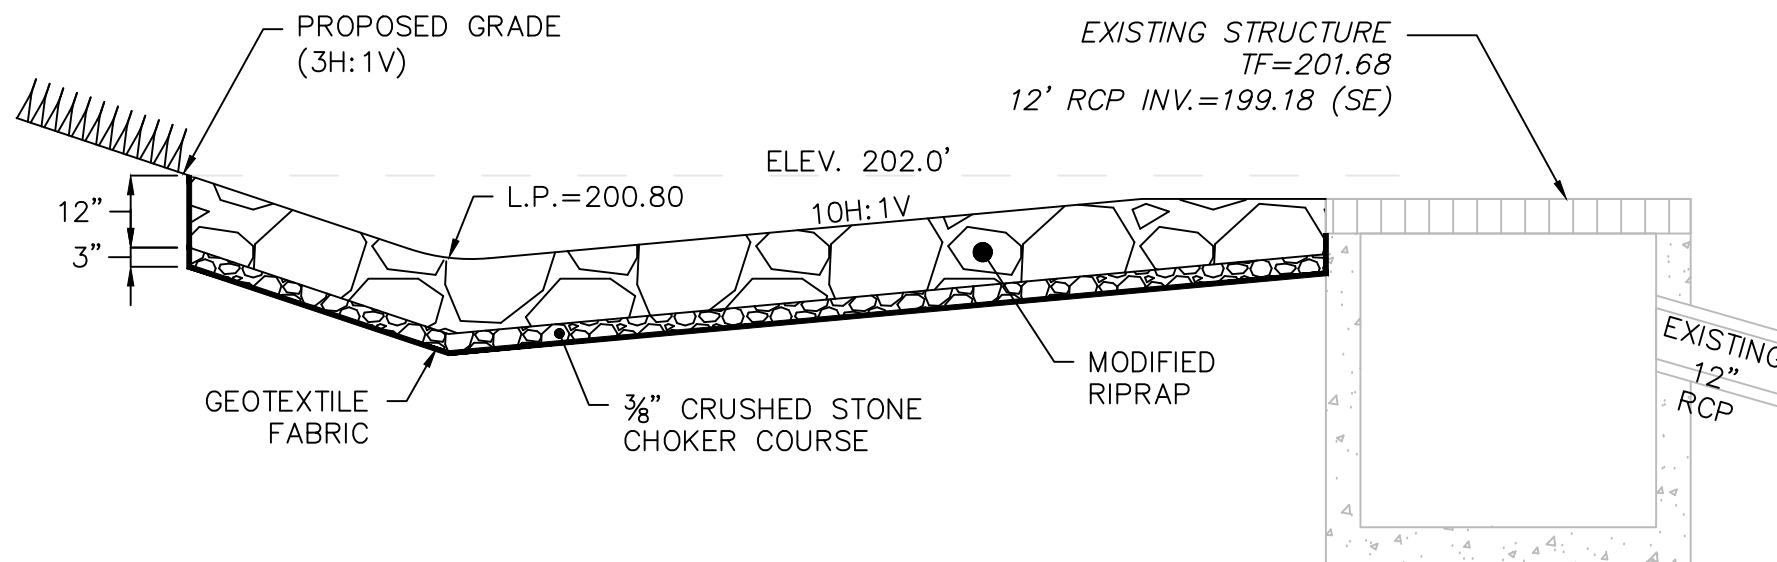 PROPOSED GRADE
(3H:1V)
EXISTING STRUCTURE
TF=201.68
12' RCP INV.=199.18 (SE)
ELEV. 202.0'
L.P.=200.80
10H:1V
12"
3"
GEOTEXTILE
FABRIC
3/8" CRUSHED STONE
CHOKER COURSE
MODIFIED
RIPRAP
EXISTING
12"
RCP